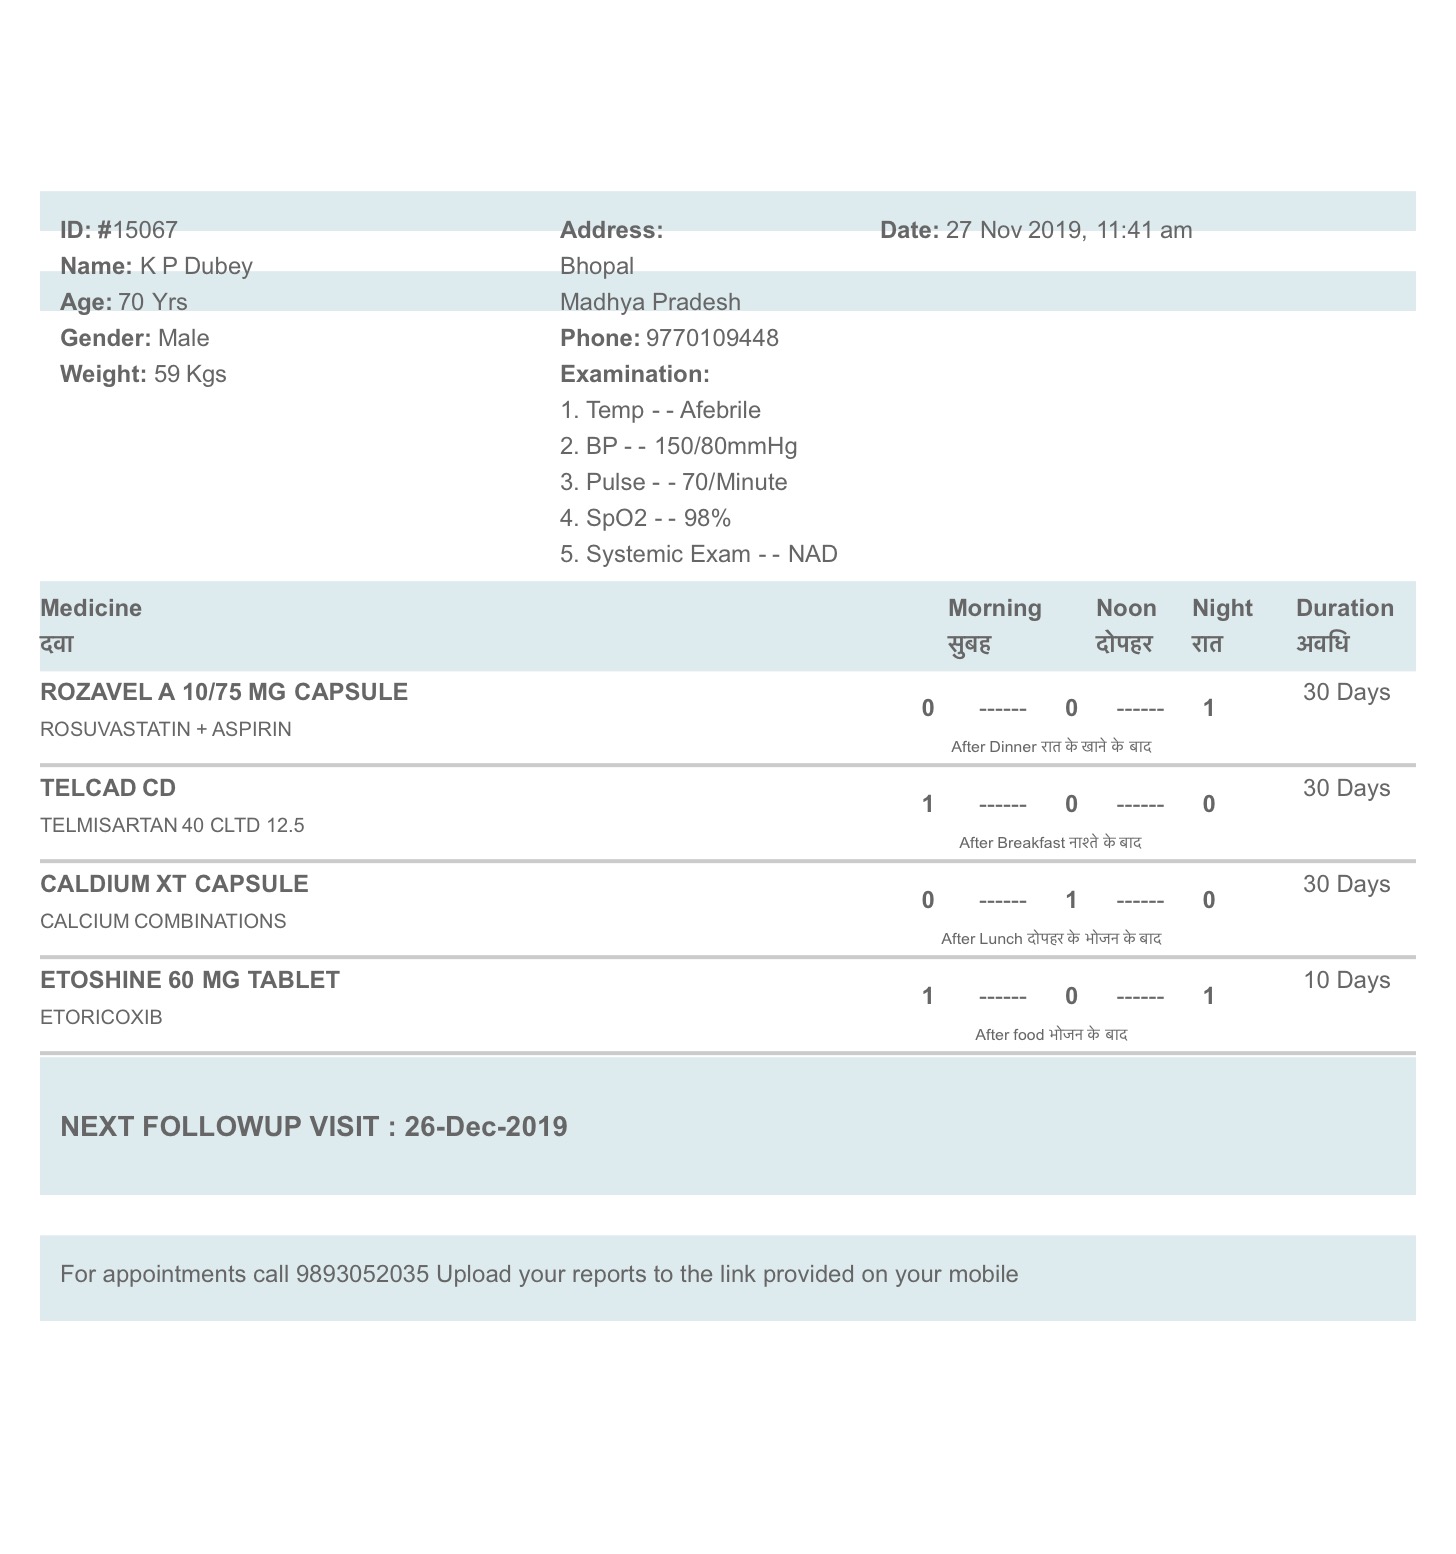 ID: #15067
Name: K P Dubey
Age: 70 Yrs
Gender: Male
Weight: 59 Kgs
Address:
Bhopal
Madhya Pradesh
Phone: 9770109448
Examination:
1. Temp - - Afebrile
2. BP - - 150/80mmHg
3. Pulse - - 70/Minute
4. SpO2 - - 98%
5. Systemic Exam - - NAD
Date: 27 Nov 2019, 11:41 am
Medicine Morning Noon Night Duration
दवा सुबह दोपहर रात अवधि
ROZAVEL A 10/75 MG CAPSULE 30 Days
0 ------ 0 ------ 1
ROSUVASTATIN + ASPIRIN
After Dinner रात के खाने के बाद
TELCAD CD 30 Days
1 ------ 0 ------ 0
TELMISARTAN 40 CLTD 12.5
After Breakfast नाश्ते के बाद
CALDIUM XT CAPSULE 30 Days
0 ------ 1 ------ 0
CALCIUM COMBINATIONS
After Lunch दोपहर के भोजन के बाद
ETOSHINE 60 MG TABLET 10 Days
1 ------ 0 ------ 1
ETORICOXIB
After food भोजन के बाद
NEXT FOLLOWUP VISIT : 26-Dec-2019
For appointments call 9893052035 Upload your reports to the link provided on your mobile